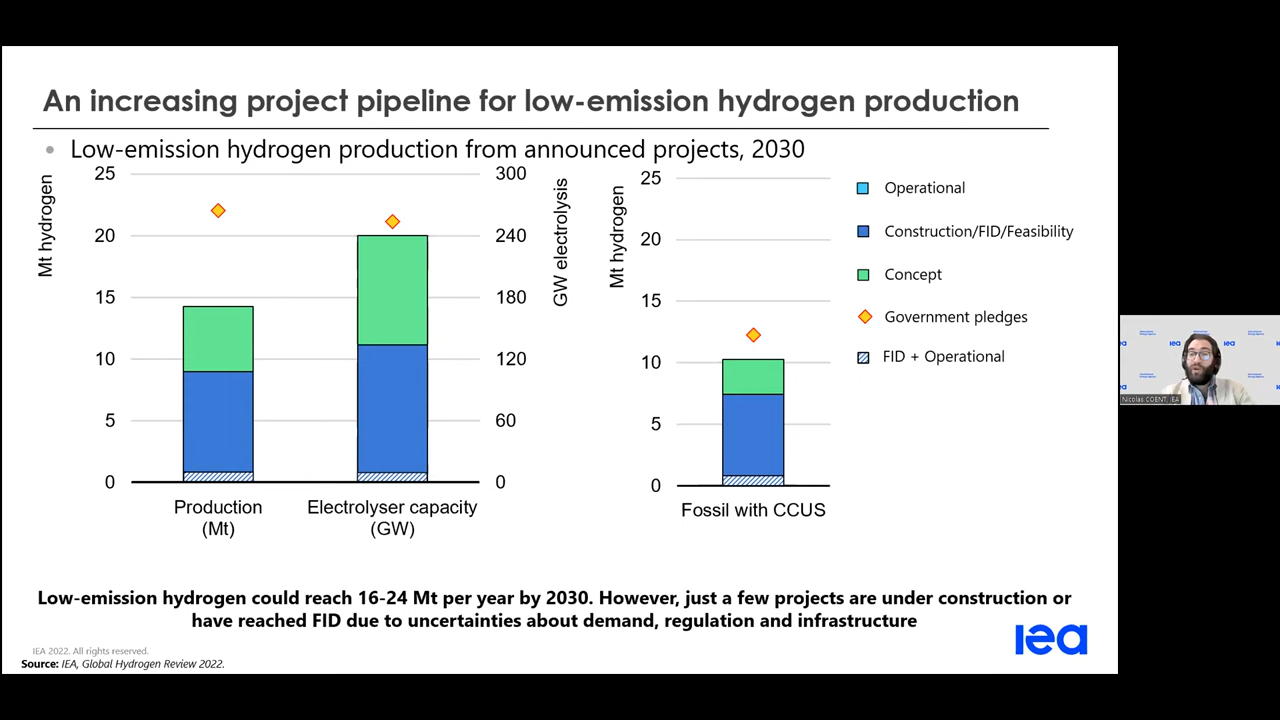 An increasing project pipeline for low-emission hydrogen production
Low-emission hydrogen production from announced projects, 2030
Mt hydrogen
25
20
15
10
5
0
300
240
180
120
60
0
GW electrolysis
Production
(Mt)
Electrolyser capacity
(GW)
Mt hydrogen
25
20
15
10
5
0
Fossil with CCUS
Operational
Construction/FID/Feasibility
Concept
Government pledges
FID + Operational
Low-emission hydrogen could reach 16-24 Mt per year by 2030. However, just a few projects are under construction or
have reached FID due to uncertainties about demand, regulation and infrastructure
iea
IEA 2022. All rights reserved.
Source: IEA, Global Hydrogen Review 2022.
iea
iea
Nicolas COENT, IEA